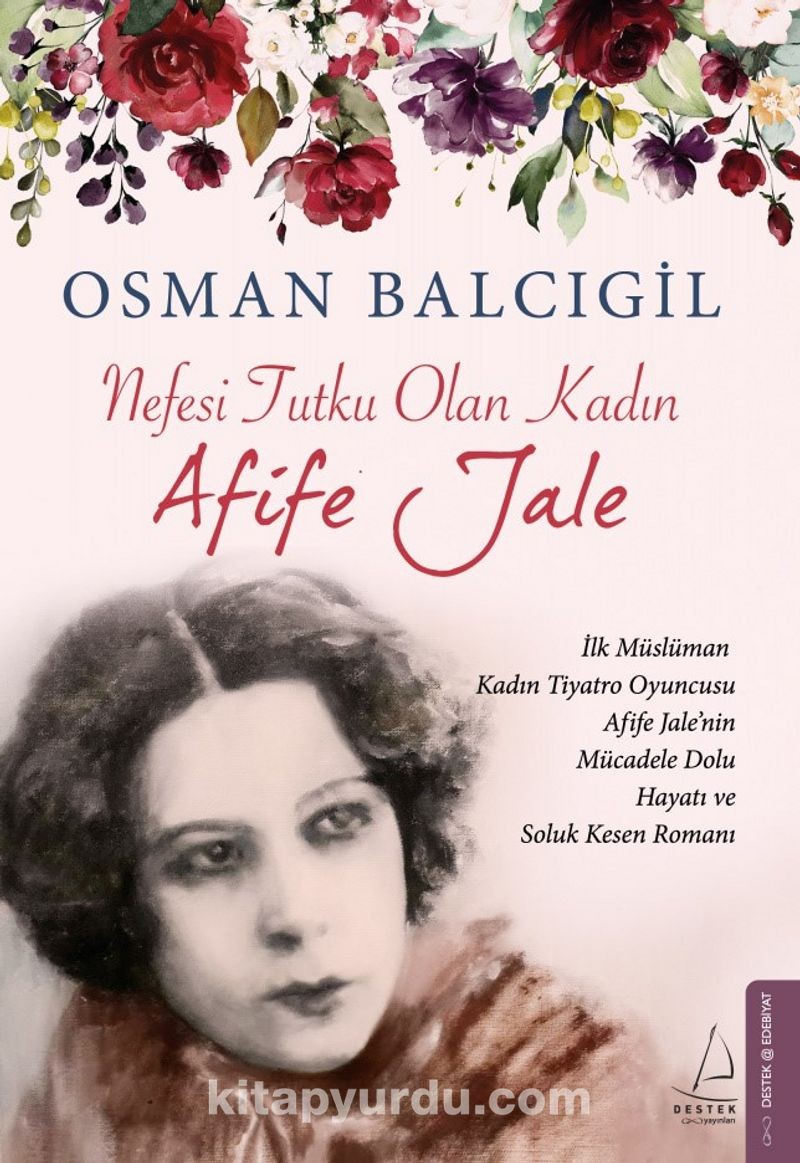 OSMAN BALCIGİL
Nefesi Tutku Olan Kadın
Afife Jale
İlk Müslüman
Kadın Tiyatro Oyuncusu
Afife Jale'nin
Mücadele Dolu
Hayatı ve
Soluk Kesen Romanı
DESTEK @ EDEBİYAT
DESTEK
yayınları
kitapyurdu.com